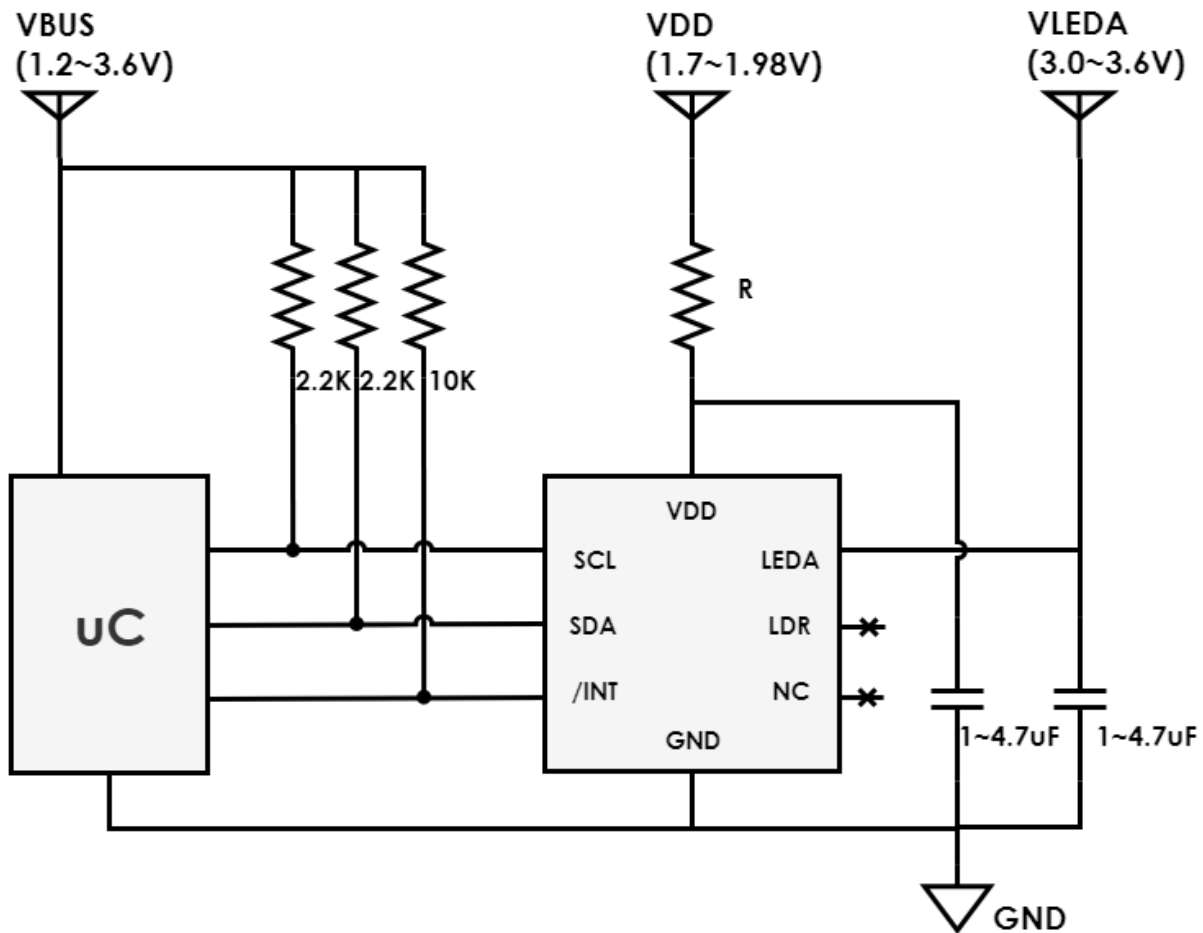 VBUS
(1.2~3.6V)
VDD
(1.7~1.98V)
VLEDA
(3.0~3.6V)
R
2.2K
2.2K
10K
uC
VDD
SCL
SDA
/INT
LEDA
LDR
NC
GND
1~4.7uF
1~4.7uF
GND